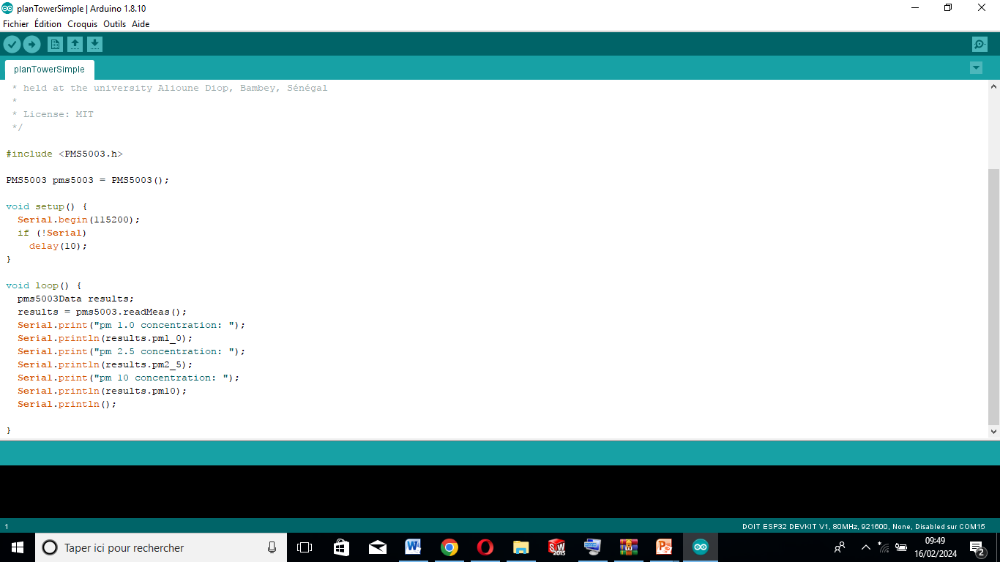 planTowerSimple | Arduino 1.8.10
Fichier Édition Croquis Outils Aide
planTowerSimple
* held at the university Alioune Diop, Bambey, Sénégal
*
* License: MIT
*/
#include <PMS5003.h>
PMS5003 pms5003 = PMS5003();
void setup() {
Serial.begin(115200);
if (!Serial)
delay(10);
}
void loop() {
pms5003Data results;
results = pms5003.readMeas();
Serial.print("pm 1.0 concentration: ");
Serial.println(results.pm1_0);
Serial.print("pm 2.5 concentration: ");
Serial.println(results.pm2_5);
Serial.print("pm 10 concentration: ");
Serial.println(results.pm10);
Serial.println();
}
1 DOIT ESP32 DEVKIT V1, 80MHz, 921600, None, Disabled sur COM15
Taper ici pour rechercher
SW
2015
09:49
16/02/2024
2